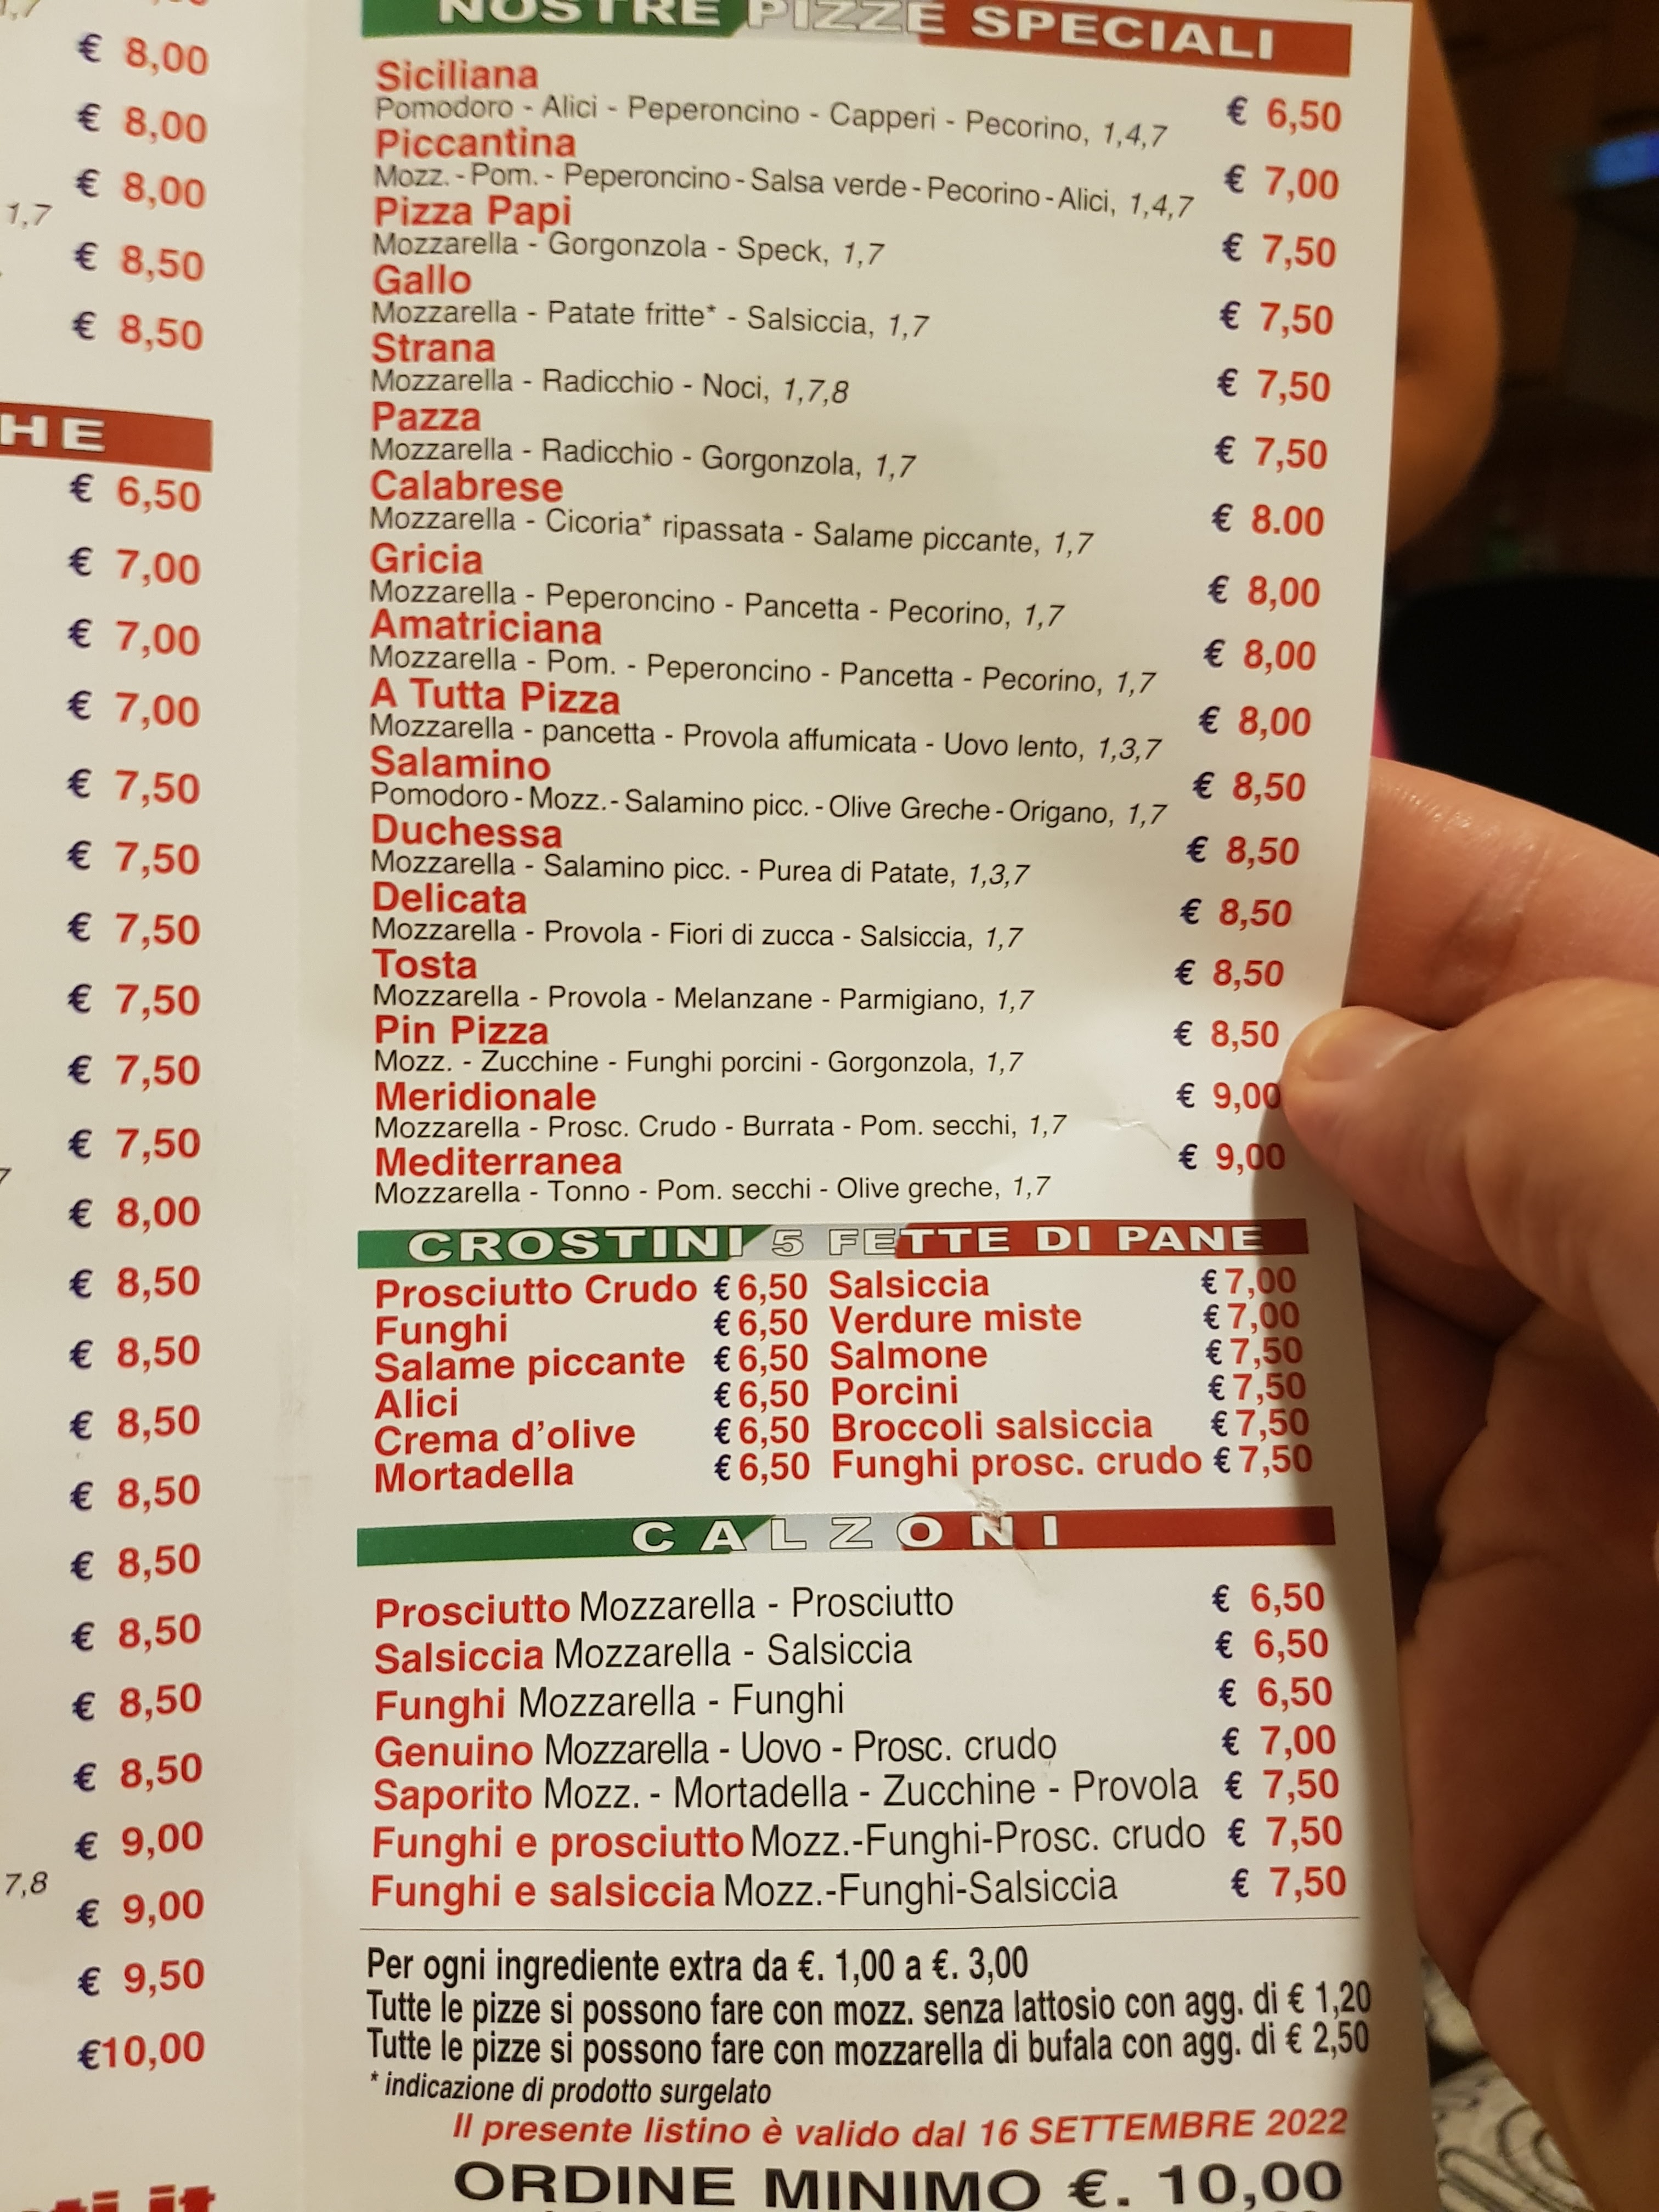 € 8,00
€ 8,00
€ 8,00
1,7
€ 8,50
€ 8,50
HE
€ 6,50
€ 7,00
€ 7,00
€ 7,00
€ 7,50
€ 7,50
€ 7,50
€ 7,50
€ 7,50
€ 7,50
€ 8,00
€ 8,50
€ 8,50
€ 8,50
€ 8,50
€ 8,50
€ 8,50
€ 8,50
€ 8,50
€ 9,00
7,8
€ 9,00
€ 9,50
€10,00
NOSTRE PIZZE SPECIALI
Siciliana € 6,50
Pomodoro - Alici - Peperoncino - Capperi - Pecorino, 1,4,7
Piccantina € 7,00
Mozz. - Pom. - Peperoncino - Salsa verde - Pecorino - Alici, 1,4,7
Pizza Papi € 7,50
Mozzarella - Gorgonzola - Speck, 1,7
Gallo € 7,50
Mozzarella - Patate fritte* - Salsiccia, 1,7
Strana € 7,50
Mozzarella - Radicchio - Noci, 1,7,8
Pazza € 7,50
Mozzarella - Radicchio - Gorgonzola, 1,7
Calabrese € 8.00
Mozzarella - Cicoria* ripassata - Salame piccante, 1,7
Gricia € 8,00
Mozzarella - Peperoncino - Pancetta - Pecorino, 1,7
Amatriciana € 8,00
Mozzarella - Pom. - Peperoncino - Pancetta - Pecorino, 1,7
A Tutta Pizza € 8,00
Mozzarella - pancetta - Provola affumicata - Uovo lento, 1,3,7
Salamino € 8,50
Pomodoro - Mozz. - Salamino picc. - Olive Greche - Origano, 1,7
Duchessa € 8,50
Mozzarella - Salamino picc. - Purea di Patate, 1,3,7
Delicata € 8,50
Mozzarella - Provola - Fiori di zucca - Salsiccia, 1,7
Tosta € 8,50
Mozzarella - Provola - Melanzane - Parmigiano, 1,7
Pin Pizza € 8,50
Mozz. - Zucchine - Funghi porcini - Gorgonzola, 1,7
Meridionale € 9,00
Mozzarella - Prosc. Crudo - Burrata - Pom. secchi, 1,7
Mediterranea € 9,00
Mozzarella - Tonno - Pom. secchi - Olive greche, 1,7
CROSTINI 5 FETTE DI PANE
Prosciutto Crudo € 6,50 Salsiccia € 7,00
Funghi € 6,50 Verdure miste € 7,00
Salame piccante € 6,50 Salmone € 7,50
Alici € 6,50 Porcini € 7,50
Crema d'olive € 6,50 Broccoli salsiccia € 7,50
Mortadella € 6,50 Funghi prosc. crudo € 7,50
CALZONI
Prosciutto Mozzarella - Prosciutto € 6,50
Salsiccia Mozzarella - Salsiccia € 6,50
Funghi Mozzarella - Funghi € 6,50
Genuino Mozzarella - Uovo - Prosc. crudo € 7,00
Saporito Mozz. - Mortadella - Zucchine - Provola € 7,50
Funghi e prosciutto Mozz.-Funghi-Prosc. crudo € 7,50
Funghi e salsiccia Mozz.-Funghi-Salsiccia € 7,50
Per ogni ingrediente extra da €. 1,00 a €. 3,00
Tutte le pizze si possono fare con mozz. senza lattosio con agg. di € 1,20
Tutte le pizze si possono fare con mozzarella di bufala con agg. di € 2,50
* indicazione di prodotto surgelato
Il presente listino è valido dal 16 SETTEMBRE 2022
ORDINE MINIMO €. 10,00